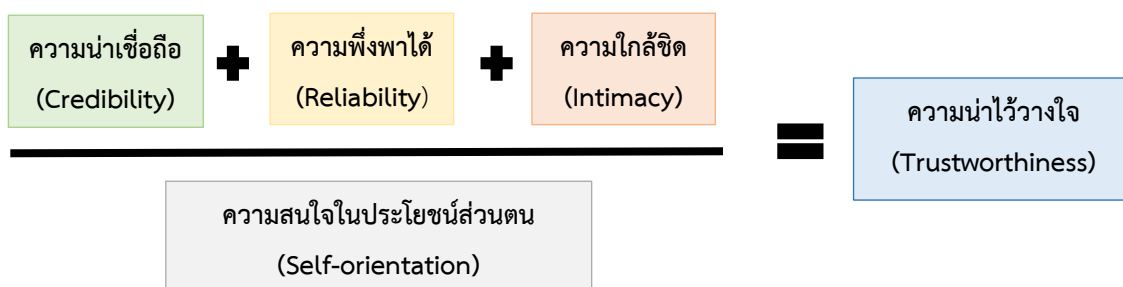 ความน่าเชื่อถือ
(Credibility)
+
ความพึ่งพาได้
(Reliability)
+
ความใกล้ชิด
(Intimacy)
ความสนใจในประโยชน์ส่วนตน
(Self-orientation)
=
ความน่าไว้วางใจ
(Trustworthiness)